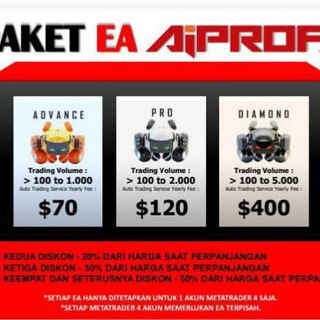 PAKET EA AiPROFI
ADVANCE
Trading Volume :
> 100 to 1.000
Auto Trading Service Yearly Fee :
$70
PRO
Trading Volume :
> 100 to 2.000
Auto Trading Service Yearly Fee :
$120
DIAMOND
Trading Volume :
> 100 to 5.000
Auto Trading Service Yearly Fee :
$400
KEDUA DISKON - 20% DARI HARGA SAAT PERPANJANGAN
KETIGA DISKON - 30% DARI HARGA SAAT PERPANJANGAN
KEEMPAT DAN SETERUSNYA DISKON - 50% DARI HARGA SAAT PERPA
*SETIAP EA HANYA DITETAPKAN UNTUK 1 AKUN METATRADER 4 SAJA.
*SETIAP METATRADER 4 AKUN MEMERLUKAN EA TERPISAH.